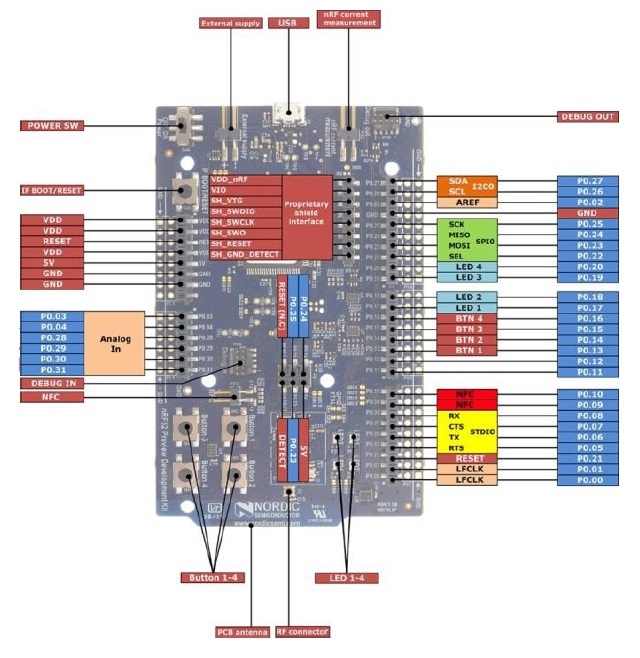 External supply
USB
nRF current
measurement
POWER SW
DEBUG OUT
IF BOOT/RESET
VDD
VDD
RESET
VDD
5V
GND
GND
P0.03
P0.04
P0.28
P0.29
P0.30
P0.31
Analog
In
DEBUG IN
NFC
VDD_nRF
VIO
SH_VTG
SH_SWDIO
SH_SWCLK
SH_SWO
SH_RESET
SH_GND_DETECT
Proprietary
shield
interface
RESET (N.C)
P0.25
P0.24
DETECT
P0.23
5V
SDA
SCL
I2C0
AREF
SCK
MISO
MOSI
SEL
SPI0
LED 4
LED 3
LED 2
LED 1
BTN 4
BTN 3
BTN 2
BTN 1
NFC
NFC
RX
CTS
TX
RTS
STDIO
RESET
LFCLK
LFCLK
P0.27
P0.26
P0.02
GND
P0.25
P0.24
P0.23
P0.22
P0.20
P0.19
P0.18
P0.17
P0.16
P0.15
P0.14
P0.13
P0.12
P0.11
P0.10
P0.09
P0.08
P0.07
P0.06
P0.05
P0.21
P0.01
P0.00
nRF52 Preview Development Kit
NORDIC
SEMICONDUCTOR
www.nordicsemi.com
Button 1-4
LED 1-4
PCB antenna
RF connector